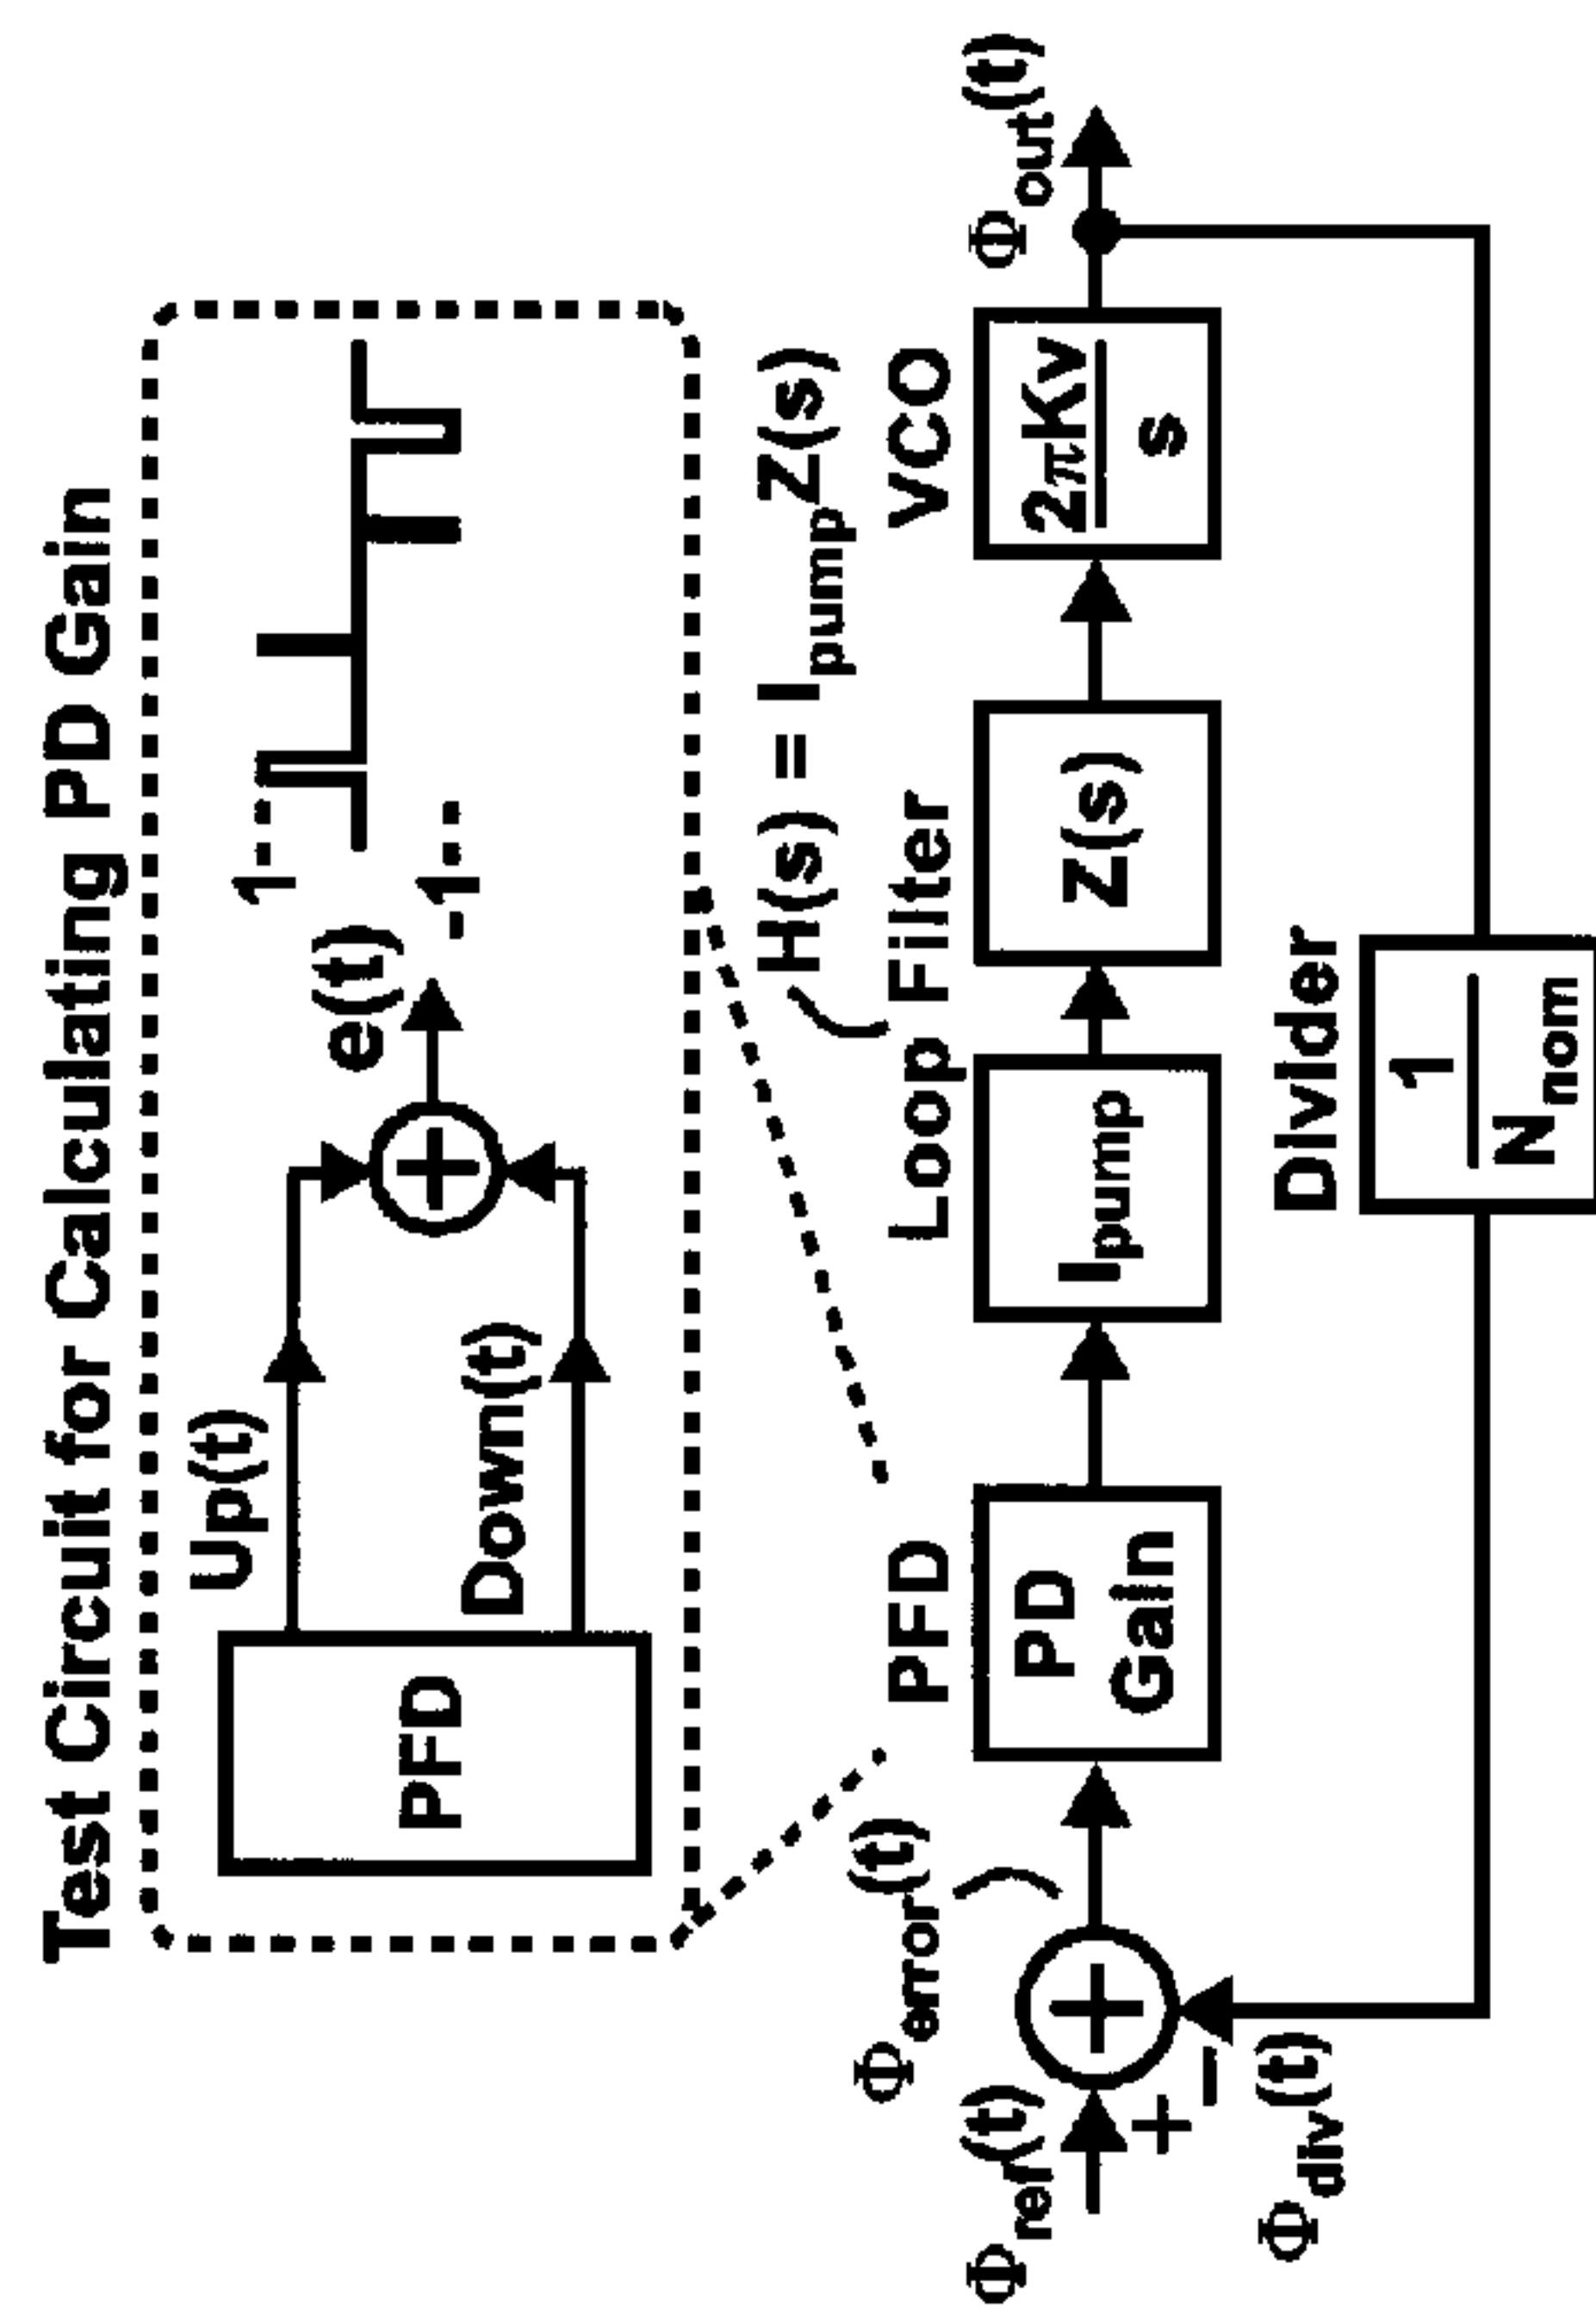 Test Circuit for Calculating PD Gain
Up(t)
PFD
Down(t)
e(t)
1
-1
H(s) = IpumpZ(s)
Φerror(t)
PFD
Loop Filter
VCO
Φref(t)
+
-
PD
Gain
Ipump
Z(s)
2πKv
s
Φout(t)
Φdiv(t)
Divider
1
Nnom